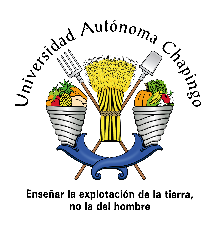 Universidad Autónoma Chapingo
Enseñar la explotación de la tierra,
no la del hombre